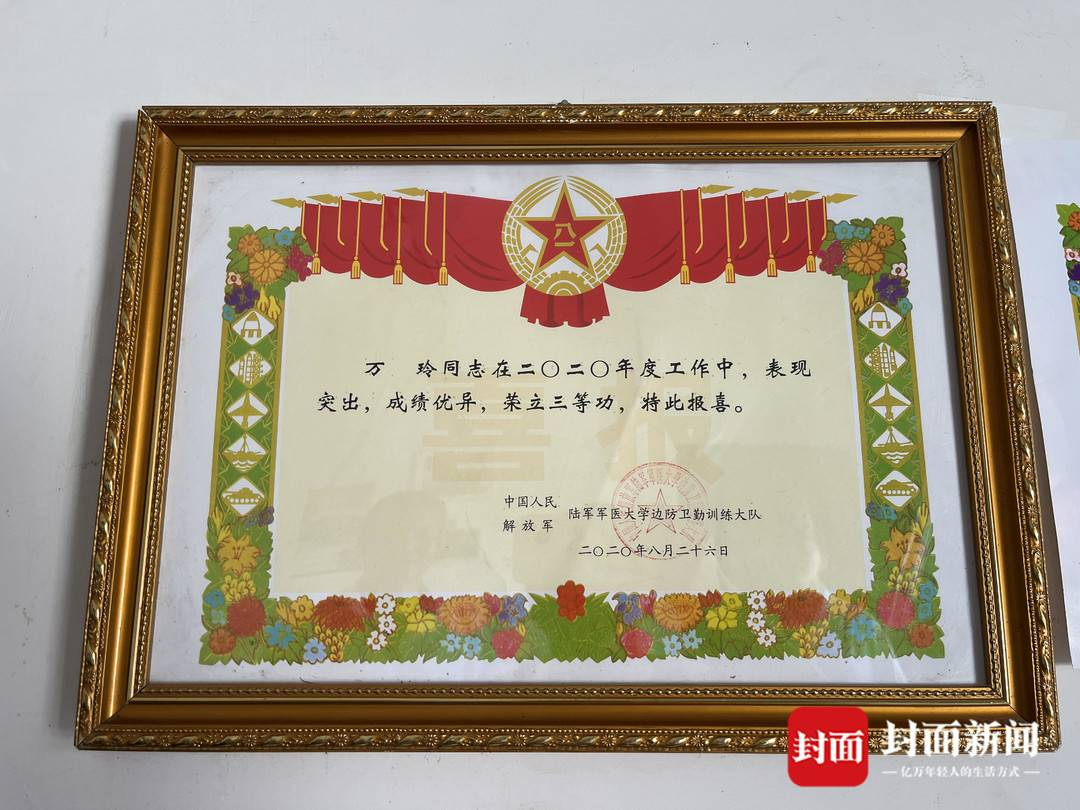 八一
万 玲同志在二〇二〇年度工作中，表现
突出，成绩优异，荣立三等功，特此报喜。
喜报
中国人民
解放军
陆军军医大学边防卫勤训练大队
二〇二〇年八月二十六日
封面
封面新闻
亿万年轻人的生活方式